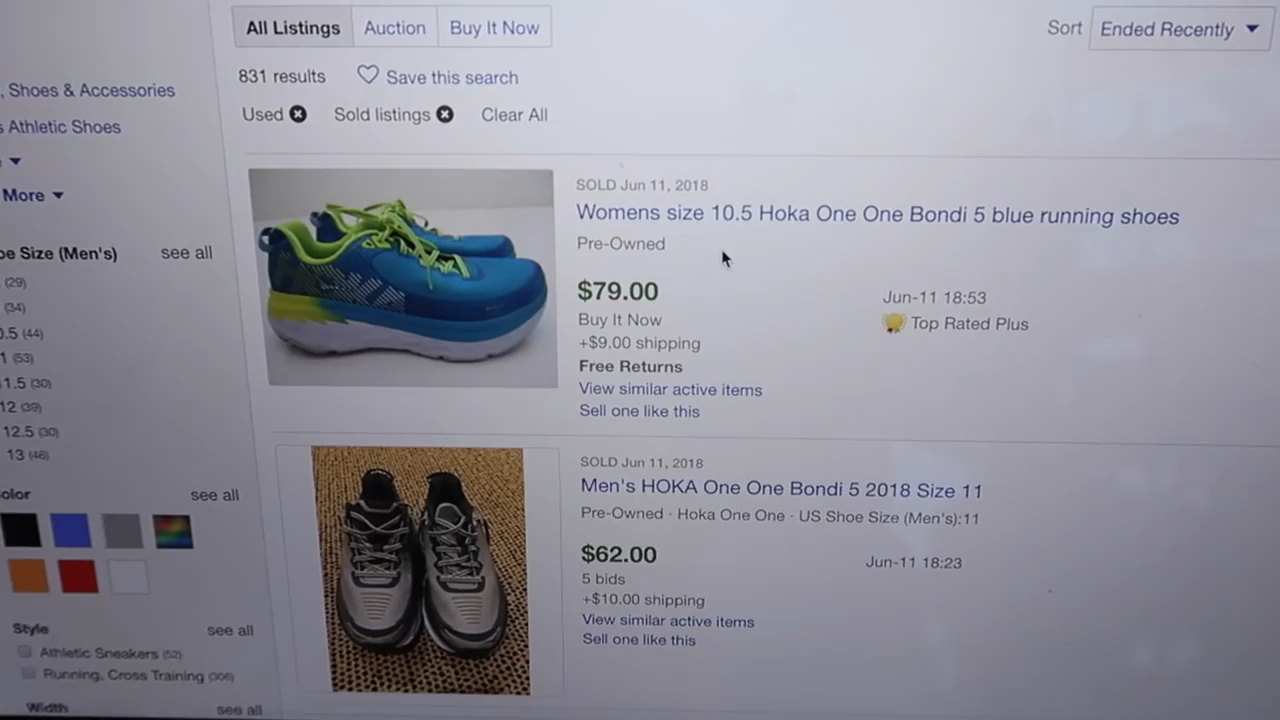 All Listings Auction Buy It Now
Sort Ended Recently
831 results Save this search
Used Sold listings Clear All
, Shoes & Accessories
s Athletic Shoes
More
oe Size (Men's) see all
(29)
(34)
0.5 (44)
1 (53)
1.5 (30)
12 (39)
12.5 (30)
13 (46)
olor see all
Style see all
Athletic Sneakers (52)
Running, Cross Training (306)
Width see all
SOLD Jun 11, 2018
Womens size 10.5 Hoka One One Bondi 5 blue running shoes
Pre-Owned
$79.00
Buy It Now
+$9.00 shipping
Free Returns
View similar active items
Sell one like this
Jun-11 18:53
Top Rated Plus
SOLD Jun 11, 2018
Men's HOKA One One Bondi 5 2018 Size 11
Pre-Owned · Hoka One One · US Shoe Size (Men's):11
$62.00
5 bids
+$10.00 shipping
View similar active items
Sell one like this
Jun-11 18:23